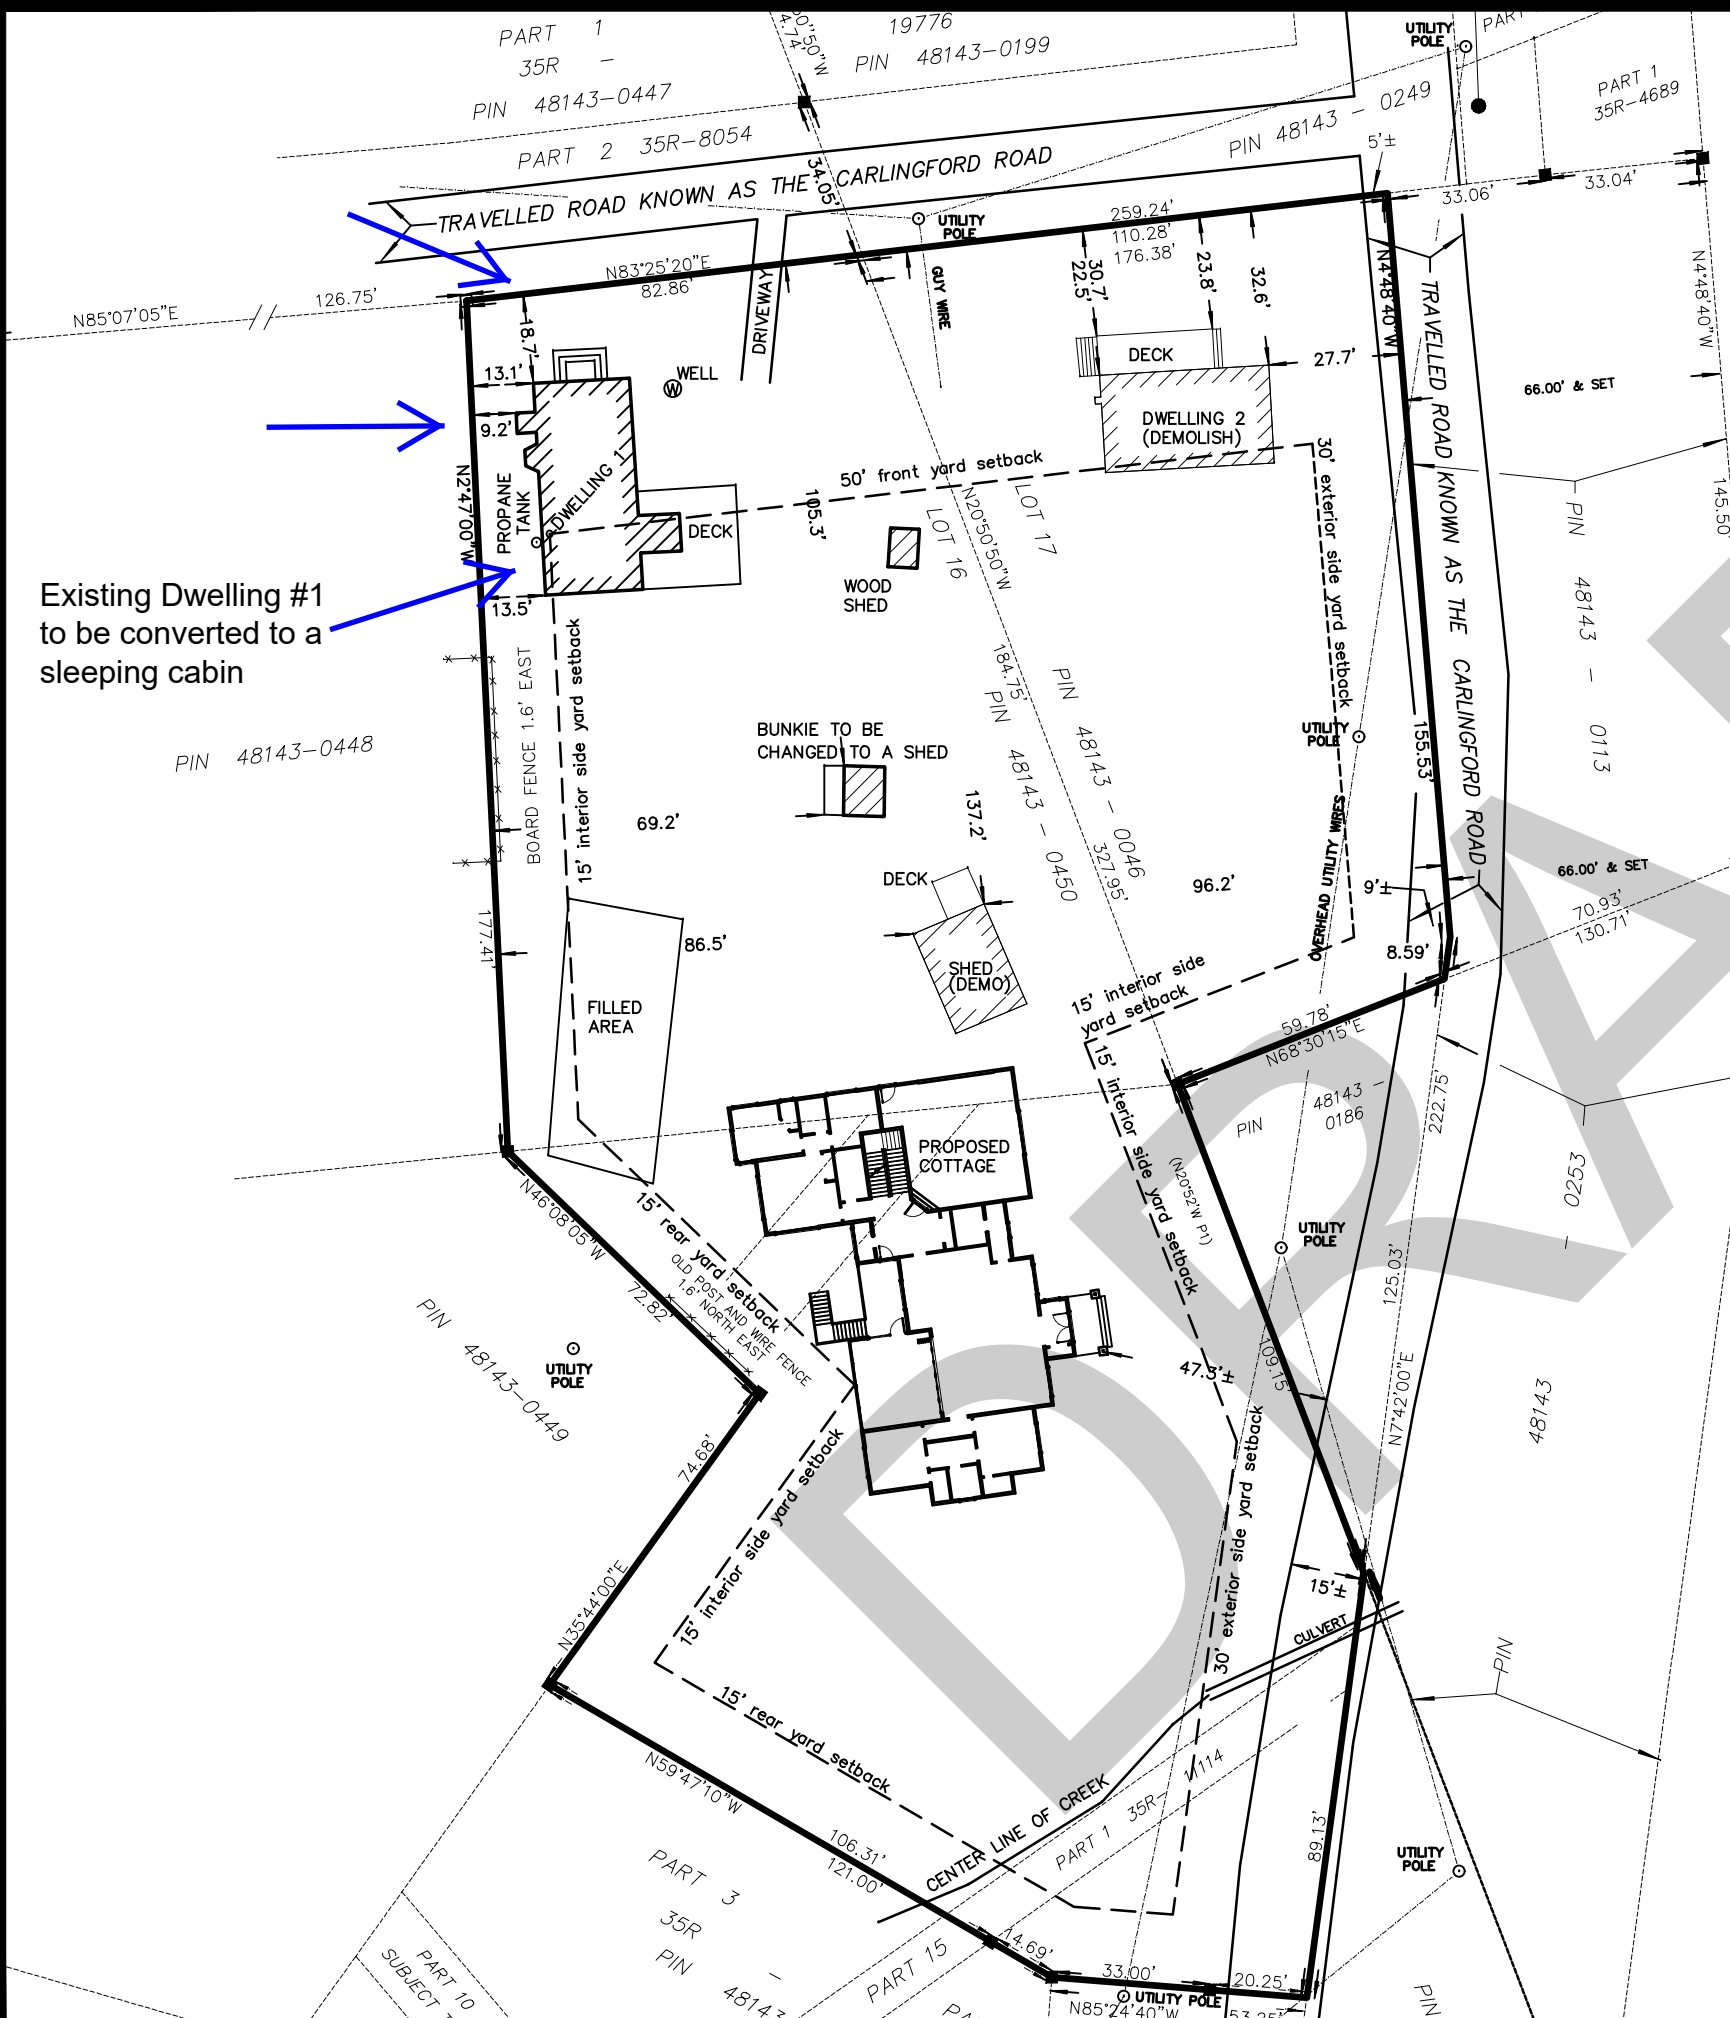 PART 1
35R –
PIN 48143-0447
PART 2 35R-8054
19776
PIN 48143-0199
PIN 48143 - 0249
UTILITY
POLE
PART
PART 1
35R-4689
5'±
33.06'
33.04'
TRAVELLED ROAD KNOWN AS THE CARLINGFORD ROAD
34.05'
UTILITY
POLE
259.24'
110.28'
176.38'
N83°25'20"E
82.86'
N85°07'05"E
126.75'
DRIVEWAY
GUY WIRE
18.7'
13.1'
9.2'
WELL
W
30.7'
22.5'
23.8'
32.6'
DECK
27.7'
DWELLING 2
(DEMOLISH)
N4°48'40"W
N4°48'40"W
66.00' & SET
145.50'
TRAVELLED ROAD KNOWN AS THE CARLINGFORD ROAD
PIN 48143 - 0113
N2°47'00"W
PROPANE
TANK
DWELLING 1
DECK
13.5'
50' front yard setback
105.3'
N20°50'50"W
LOT 17
LOT 16
WOOD
SHED
30' exterior side yard setback
Existing Dwelling #1
to be converted to a
sleeping cabin
BOARD FENCE 1.6' EAST
15' interior side yard setback
PIN 48143-0448
BUNKIE TO BE
CHANGED TO A SHED
184.75'
PIN 48143 - 0046
PIN 48143 - 0450
327.95'
UTILITY
POLE
155.53'
OVERHEAD UTILITY WIRES
69.2'
137.2'
96.2'
9'±
66.00' & SET
70.93'
130.71'
8.59'
177.41'
86.5'
DECK
SHED
(DEMO)
FILLED
AREA
15' interior side
yard setback
59.78'
N68°30'15"E
PIN 48143 -
0186
222.75'
PROPOSED
COTTAGE
15' interior side yard setback
(N20°52'W P1)
N46°08'05"W
72.82'
15' rear yard setback
OLD POST AND WIRE FENCE
1.6' NORTH EAST
UTILITY
POLE
125.03'
N7°42'00"E
PIN 48143 - 0253
PIN 48143-0449
UTILITY
POLE
47.3'±
109.15'
74.68'
N35°44'00"E
15' interior side yard setback
30' exterior side yard setback
15'±
CULVERT
15' rear yard setback
N59°47'10"W
106.31'
121.00'
CENTER LINE OF CREEK
PART 1 35R- 11114
89.13'
UTILITY
POLE
PART 3
35R –
PIN 48143
PART 10
SUBJECT
PART 15
14.69'
33.00'
20.25'
UTILITY POLE
N85°24'40"W
53.25'
PIN
DRA